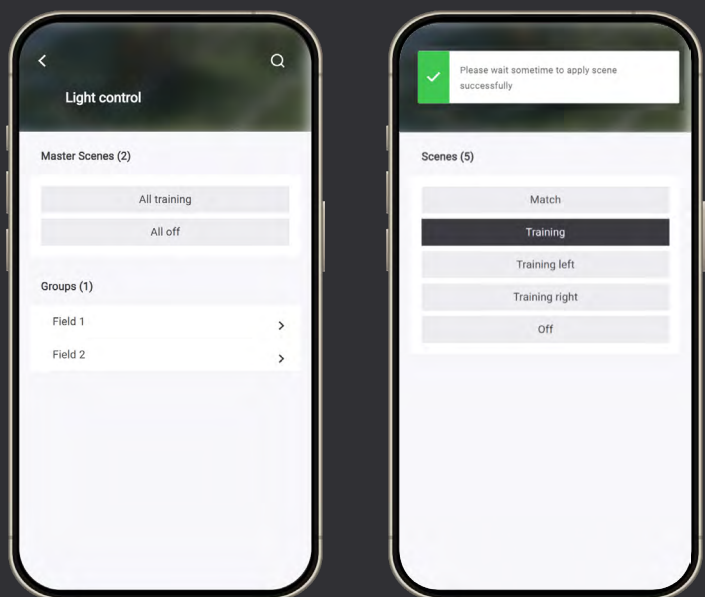 Light control
Master Scenes (2)
All training
All off
Groups (1)
Field 1
Field 2
Please wait sometime to apply scene
successfully
Scenes (5)
Match
Training
Training left
Training right
Off